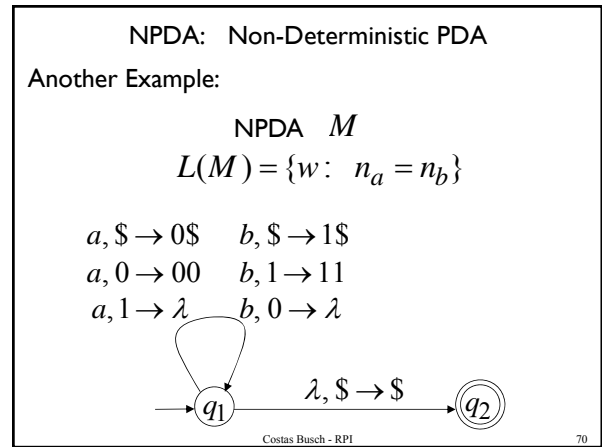 NPDA: Non-Deterministic PDA
Another Example:
NPDA M
L(M) = {w : n_a = n_b}
a, $ → 0$ b, $ → 1$
a, 0 → 00 b, 1 → 11
a, 1 → λ b, 0 → λ
λ, $ → $
q₁ q₂
Costas Busch - RPI 70